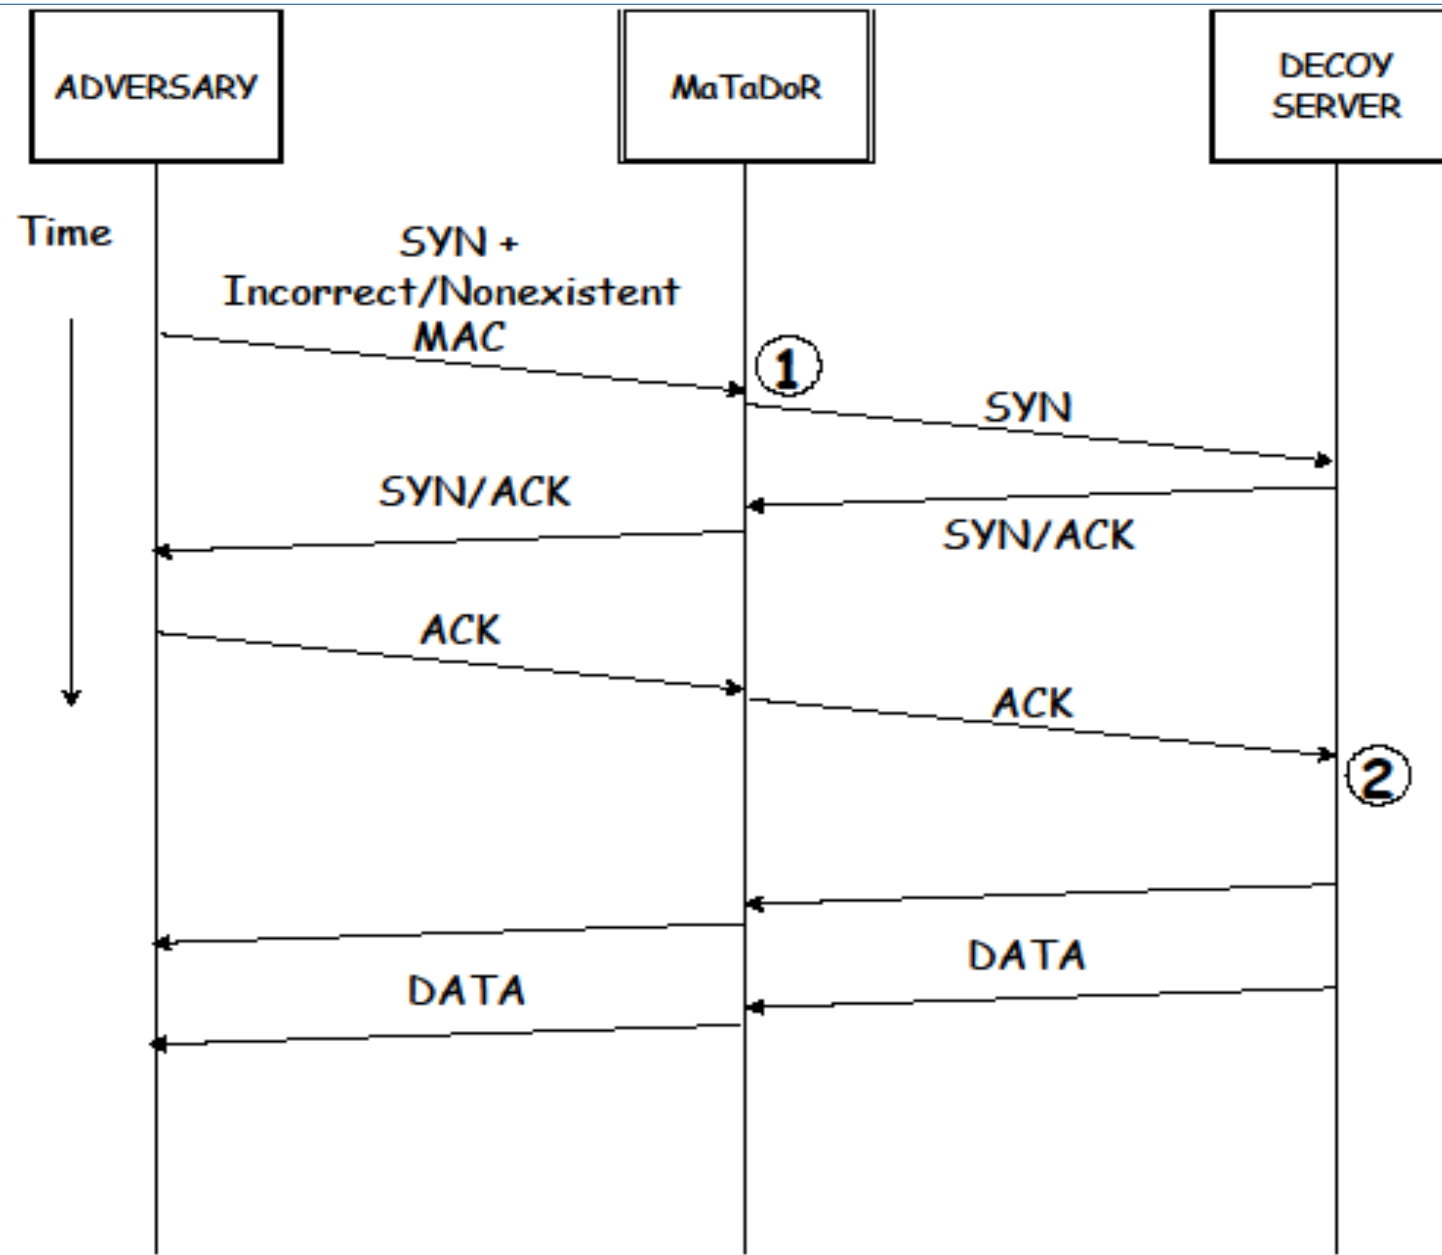 ADVERSARY
MaTaDoR
DECOY
SERVER
Time
SYN +
Incorrect/Nonexistent
MAC
1
SYN
SYN/ACK
SYN/ACK
ACK
ACK
2
DATA
DATA